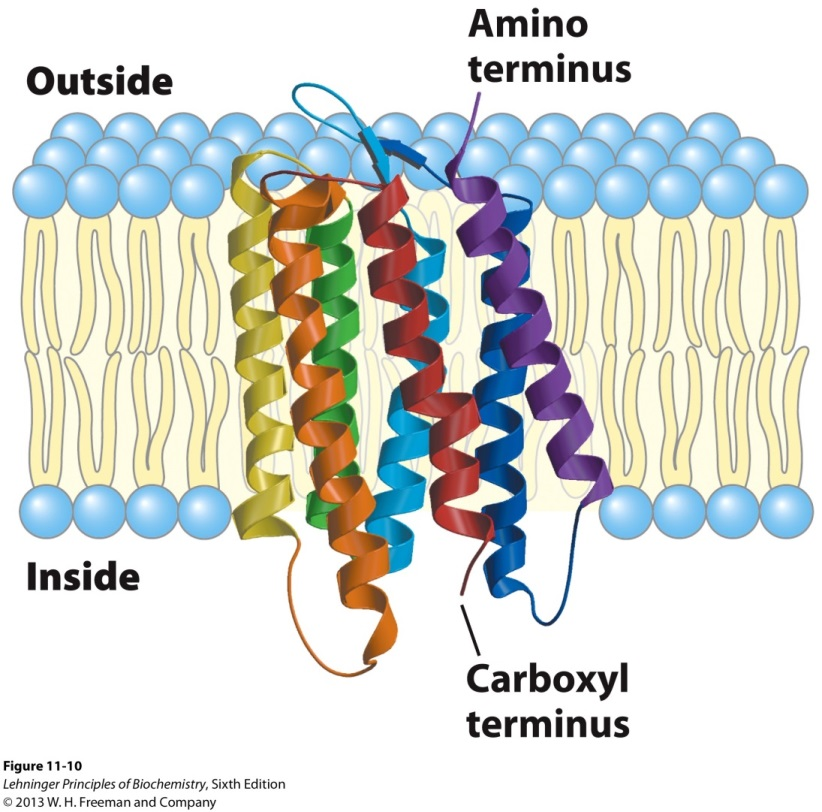 Amino
terminus
Outside
Inside
Carboxyl
terminus
Figure 11-10
Lehninger Principles of Biochemistry, Sixth Edition
© 2013 W. H. Freeman and Company